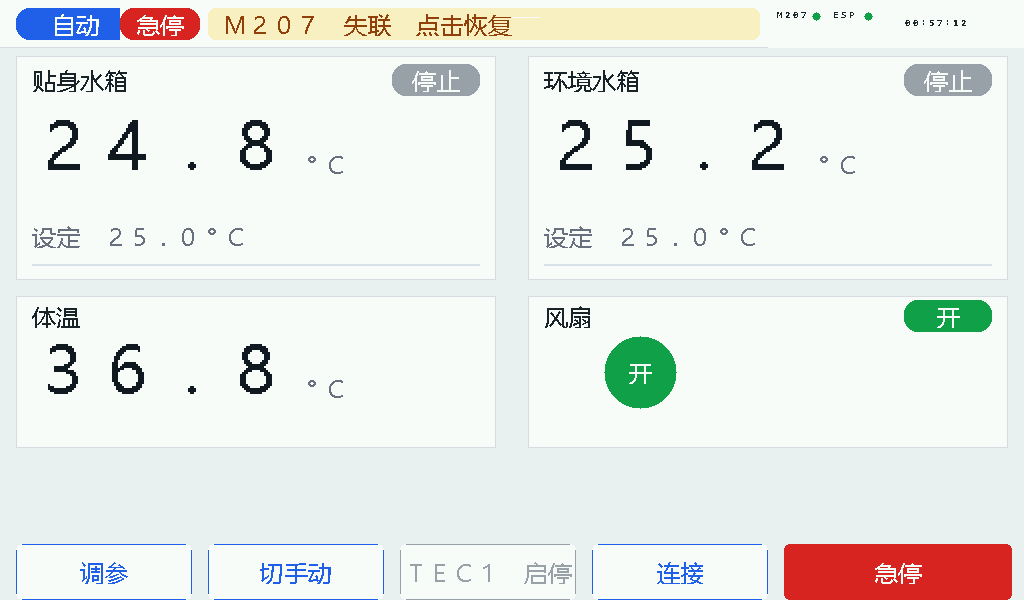 自动 急停 M207 失联 点击恢复 M207 ESP 00:57:12
贴身水箱 停止
24.8 °C
设定 25.0°C
环境水箱 停止
25.2 °C
设定 25.0°C
体温
36.8 °C
风扇 开
开
调参 切手动 TEC1 启停 连接 急停